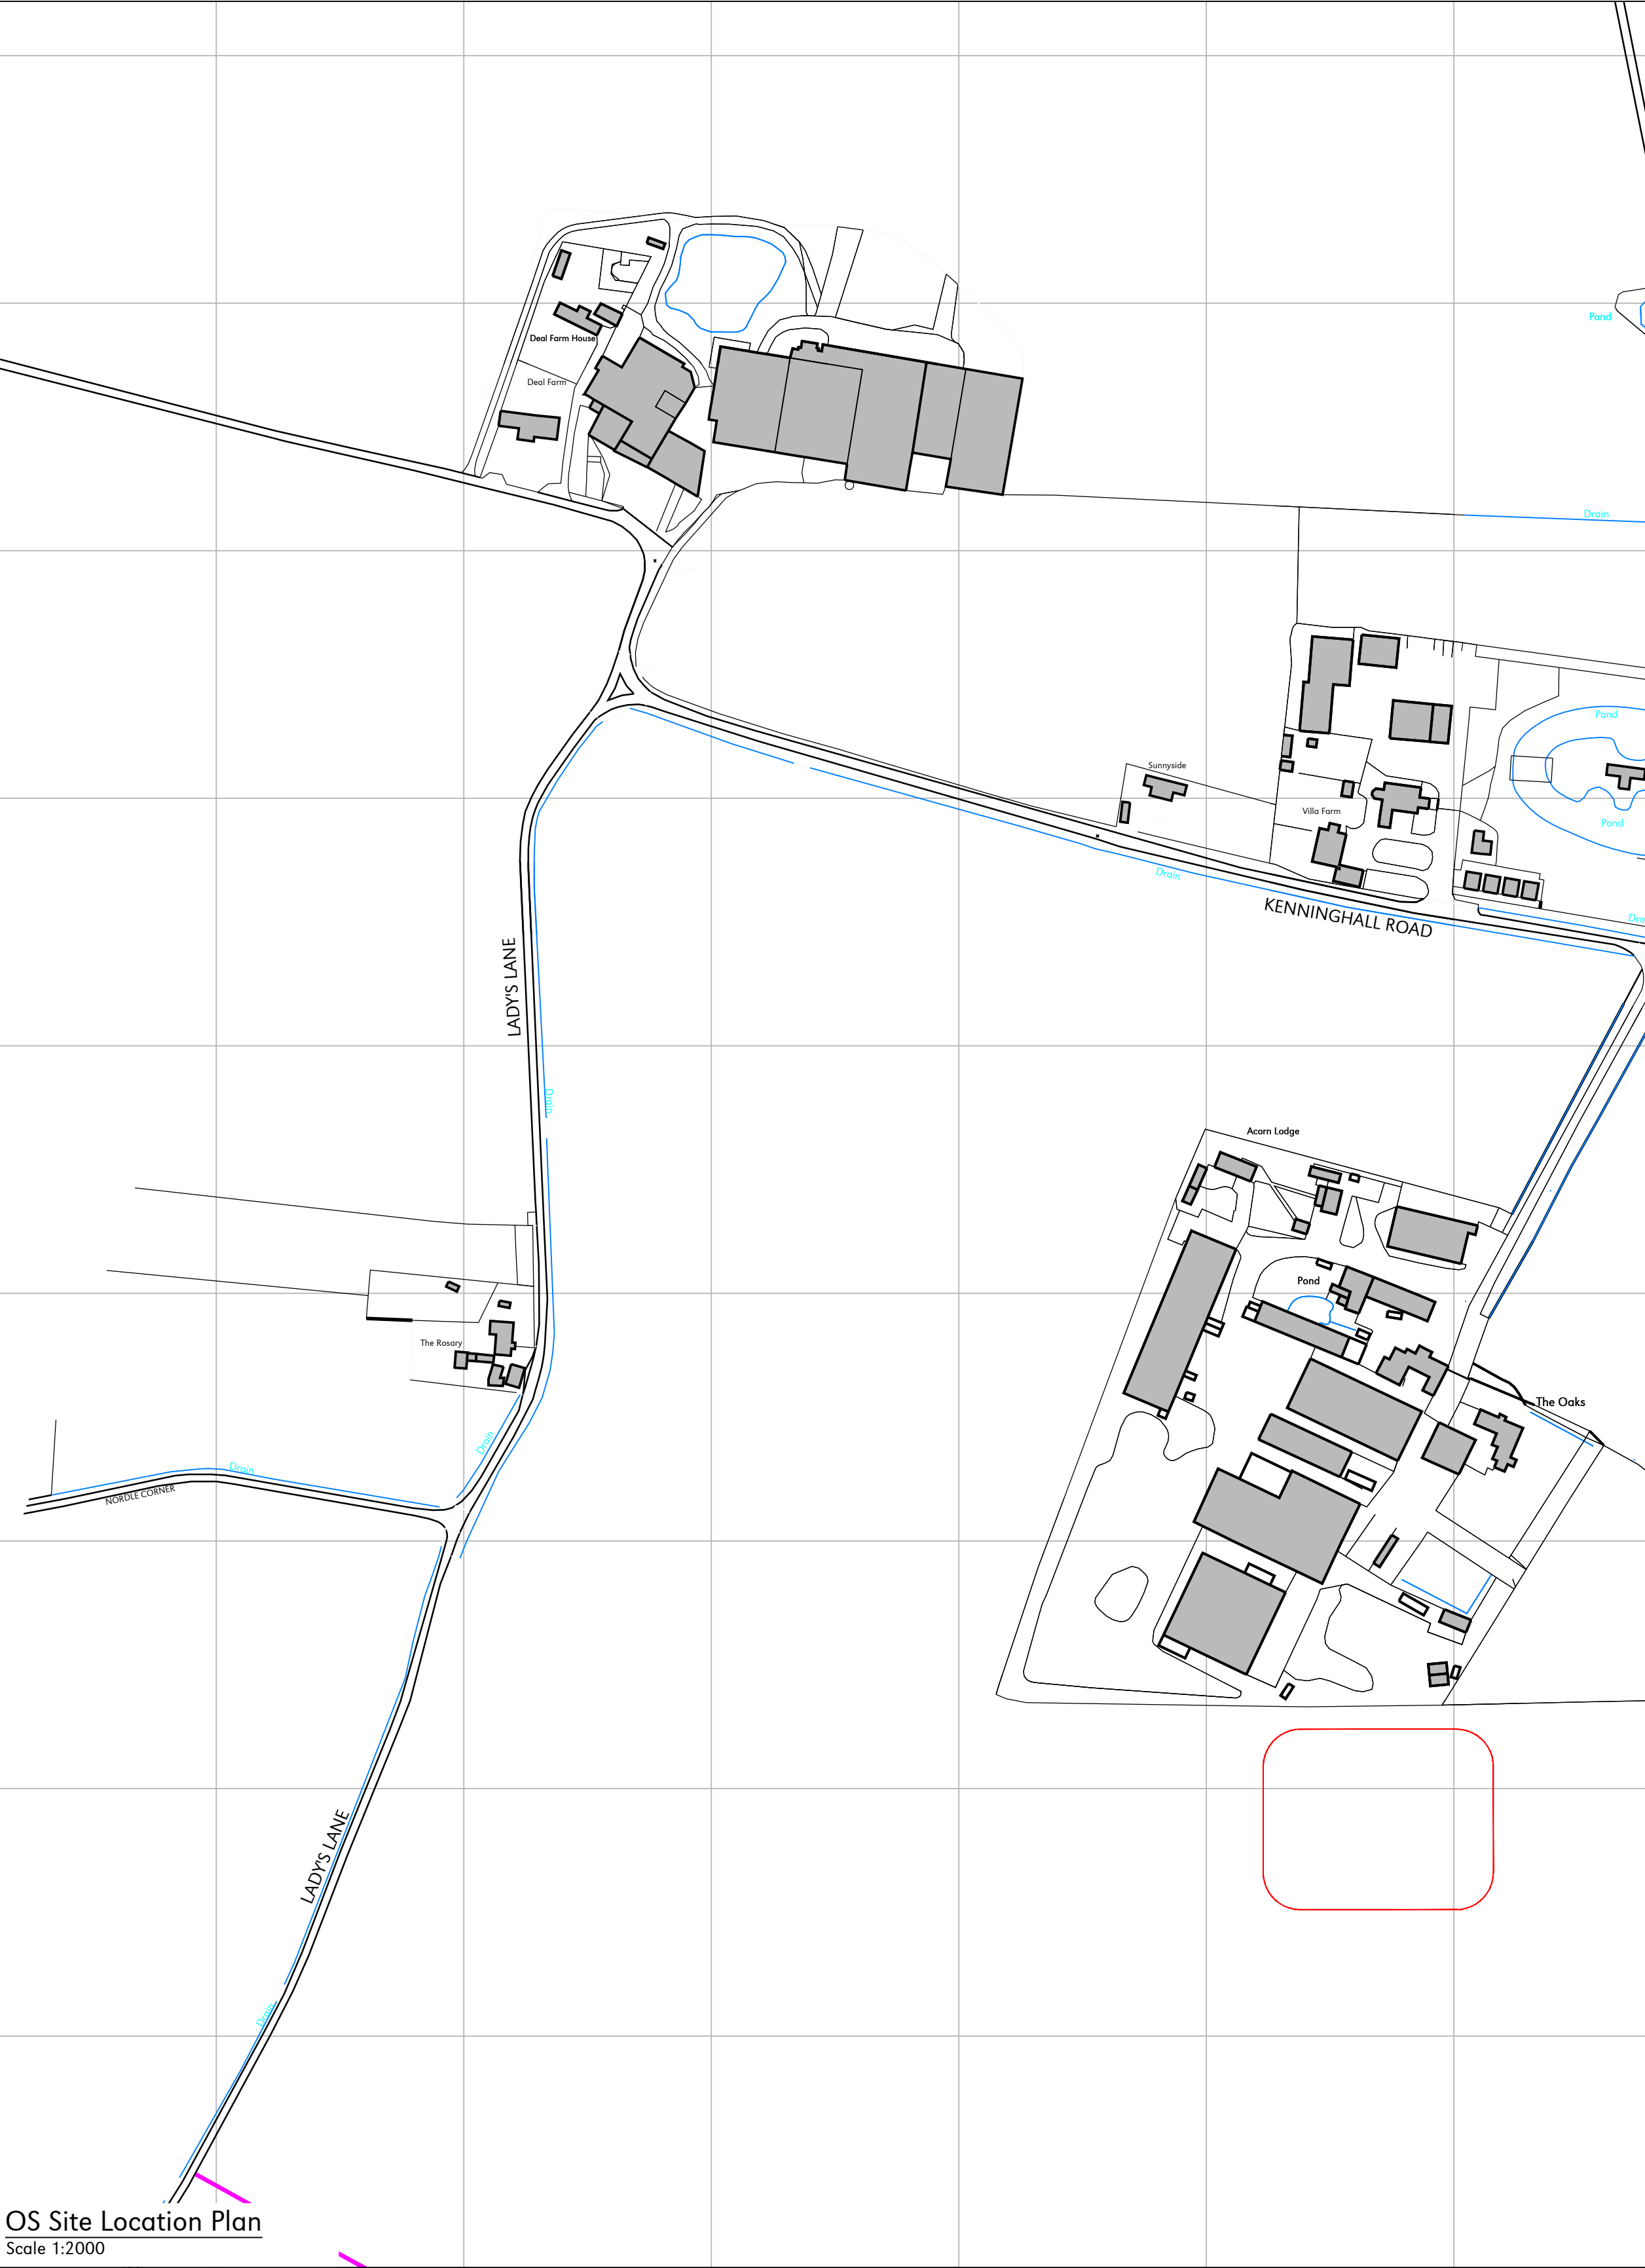 Pond
Deal Farm House
Deal Farm
Drain
Pond
Sunnyside
Villa Farm
Pond
Drain
KENNINGHALL ROAD
Dra
LADY'S LANE
Drain
Acorn Lodge
Pond
The Rosary
The Oaks
Drain
Drain
NORDLE CORNER
LADY'S LANE
Drain
OS Site Location Plan
Scale 1:2000